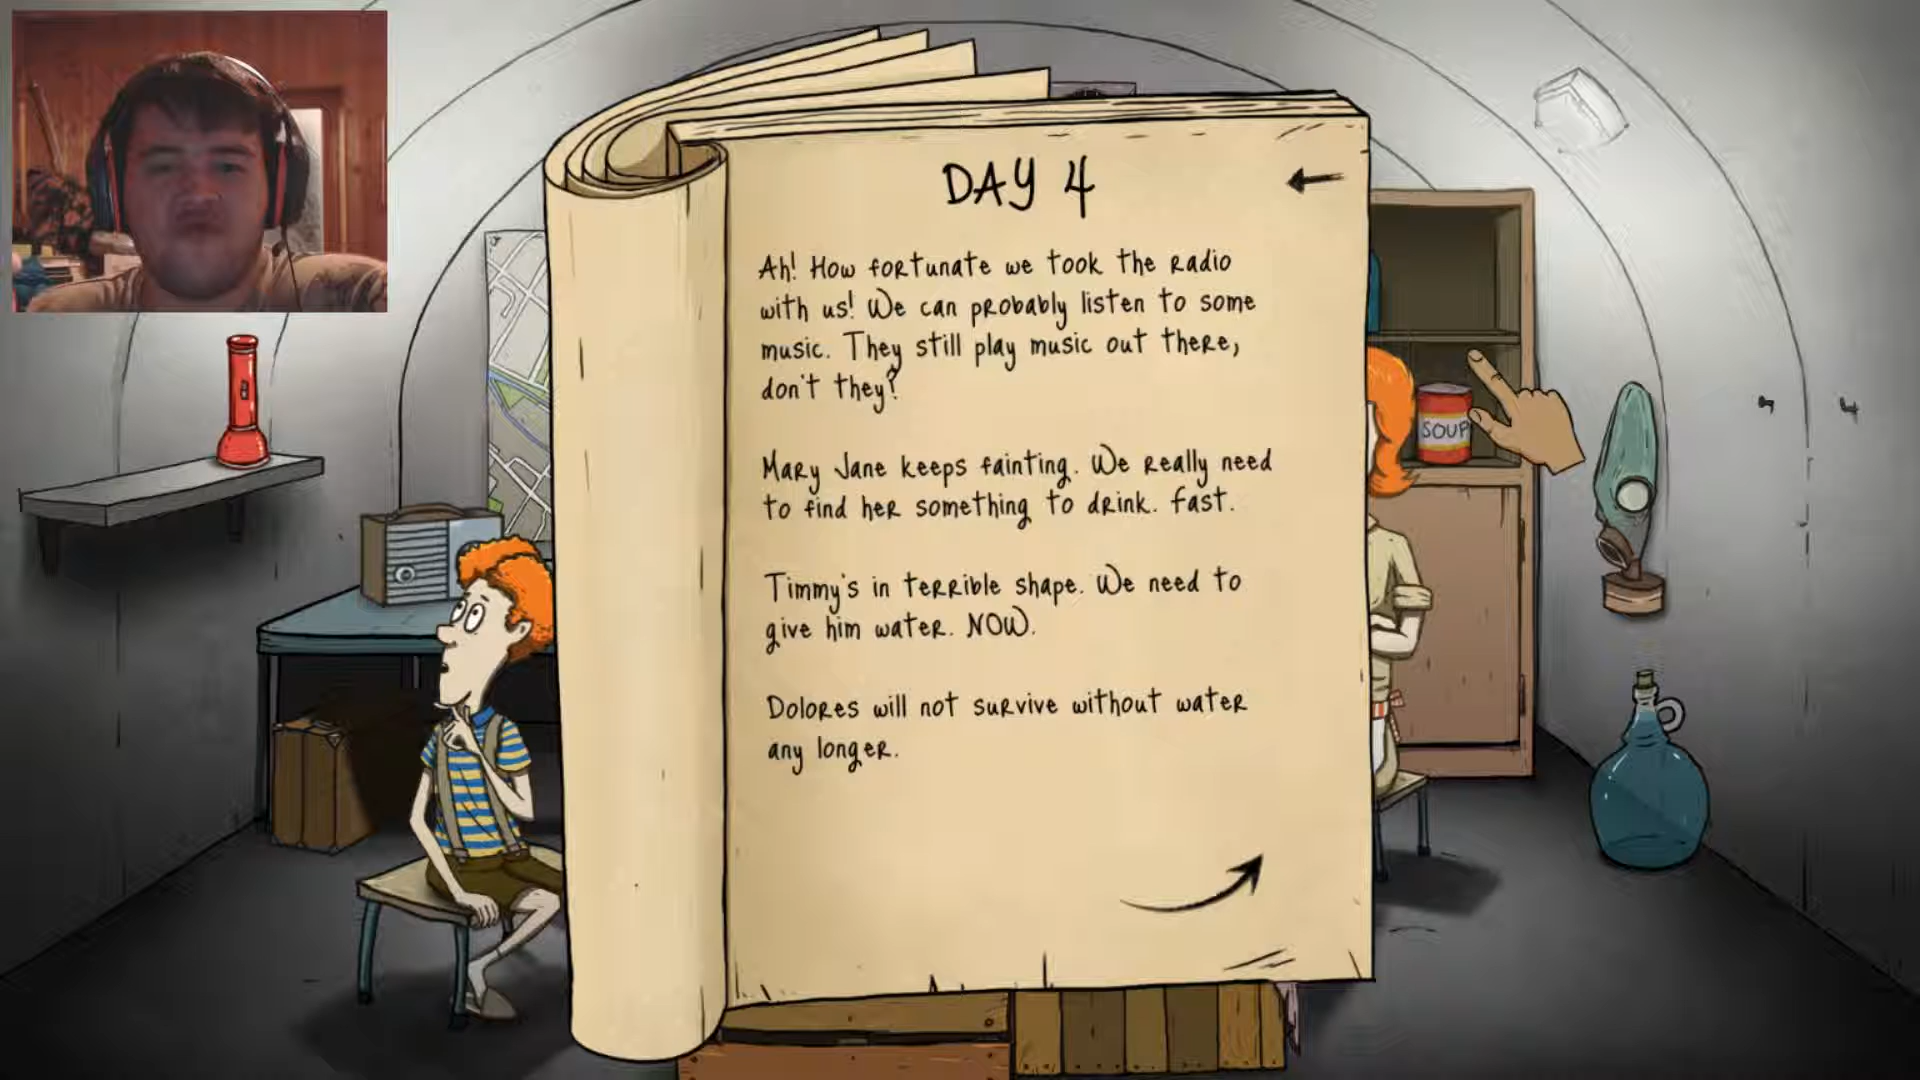 DAY 4
Ah! How fortunate we took the radio
with us! We can probably listen to some
music. They still play music out there,
don't they?
Mary Jane keeps fainting. We really need
to find her something to drink. Fast.
Timmy's in terrible shape. We need to
give him water. NOW.
Dolores will not survive without water
any longer.
SOUP